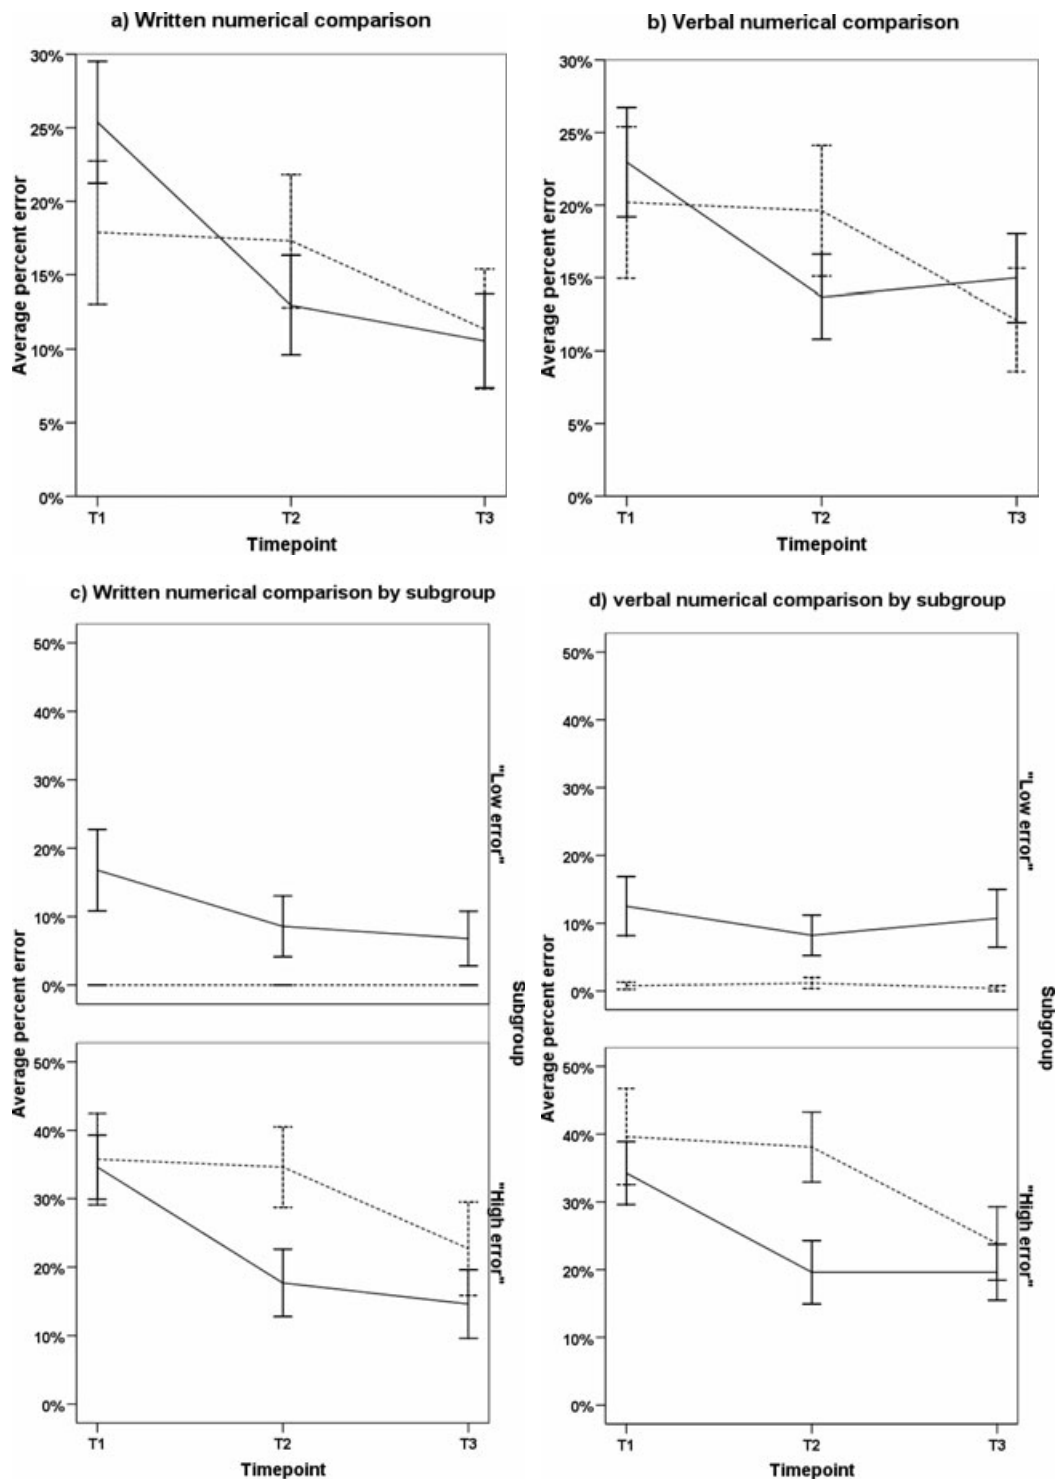 a) Written numerical comparison
Average percent error
30%
25%
20%
15%
10%
5%
0%
T1 T2 T3
Timepoint
b) Verbal numerical comparison
Average percent error
30%
25%
20%
15%
10%
5%
0%
T1 T2 T3
Timepoint
c) Written numerical comparison by subgroup
Average percent error
50%
40%
30%
20%
10%
0%
"Low error"
50%
40%
30%
20%
10%
0%
"High error"
Subgroup
T1 T2 T3
Timepoint
d) verbal numerical comparison by subgroup
Average percent error
50%
40%
30%
20%
10%
0%
"Low error"
50%
40%
30%
20%
10%
0%
"High error"
Subgroup
T1 T2 T3
Timepoint